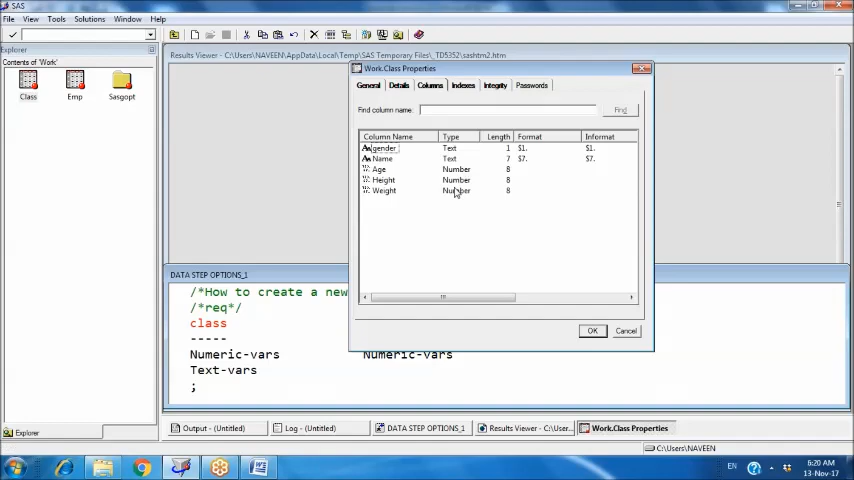 SAS
File View Tools Solutions Window Help
Explorer
Contents of 'Work'
Class Emp Sasgopt
Results Viewer - C:\Users\NAVEEN\AppData\Local\Temp\SAS Temporary Files\_TD5352\sashtm2.htm
Work.Class Properties
General Details Columns Indexes Integrity Passwords
Find column name: Find
Column Name Type Length Format Informat
gender Text 1 $1. $1.
Name Text 7 $7. $7.
Age Number 8
Height Number 8
Weight Number 8
OK Cancel
DATA STEP OPTIONS_1
/*How to create a new
/*req*/
class
-----
Numeric-vars Numeric-vars
Text-vars
;
Explorer
Output - (Untitled) Log - (Untitled) DATA STEP OPTIONS_1 Results Viewer - C:\User... Work.Class Properties
C:\Users\NAVEEN
EN 6:20 AM
13-Nov-17